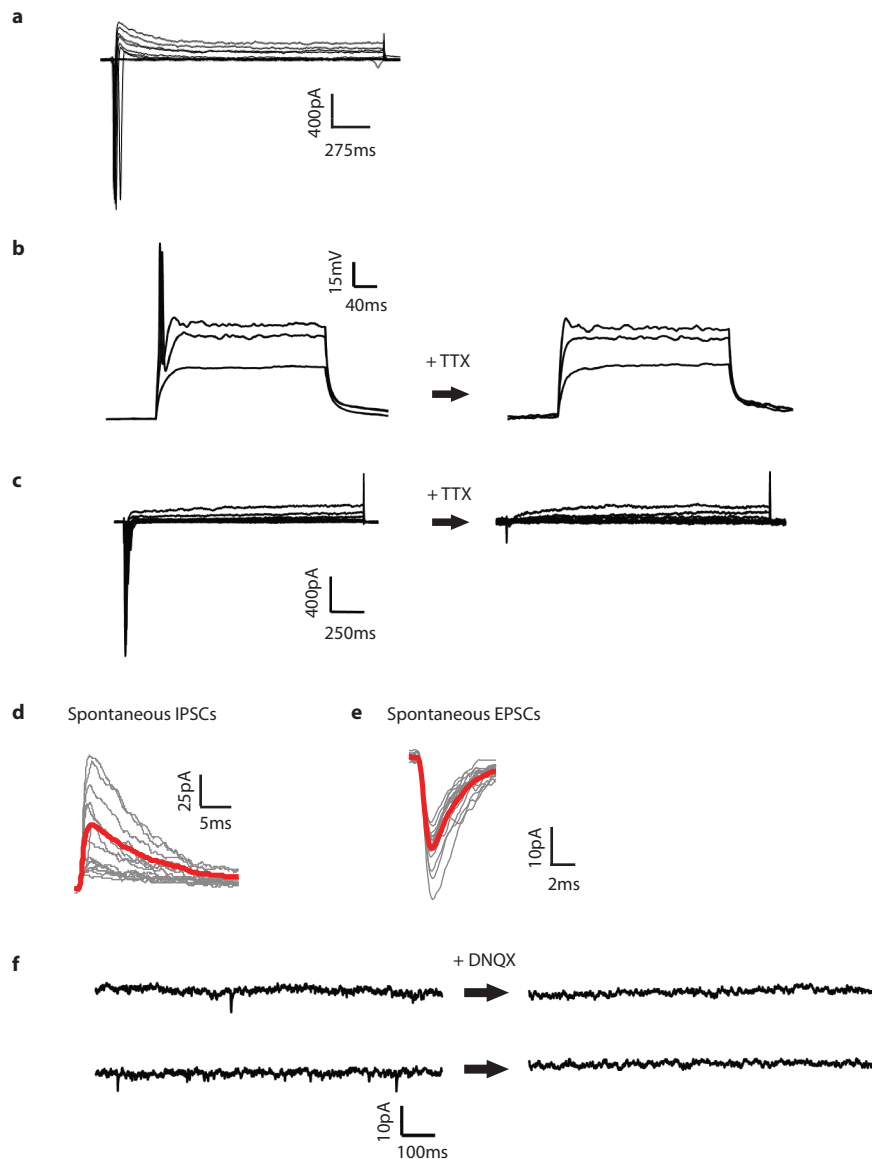 a
400pA
275ms
b
15mV
40ms
+ TTX
c
+ TTX
400pA
250ms
d Spontaneous IPSCs
e Spontaneous EPSCs
25pA
5ms
10pA
2ms
f
+ DNQX
10pA
100ms